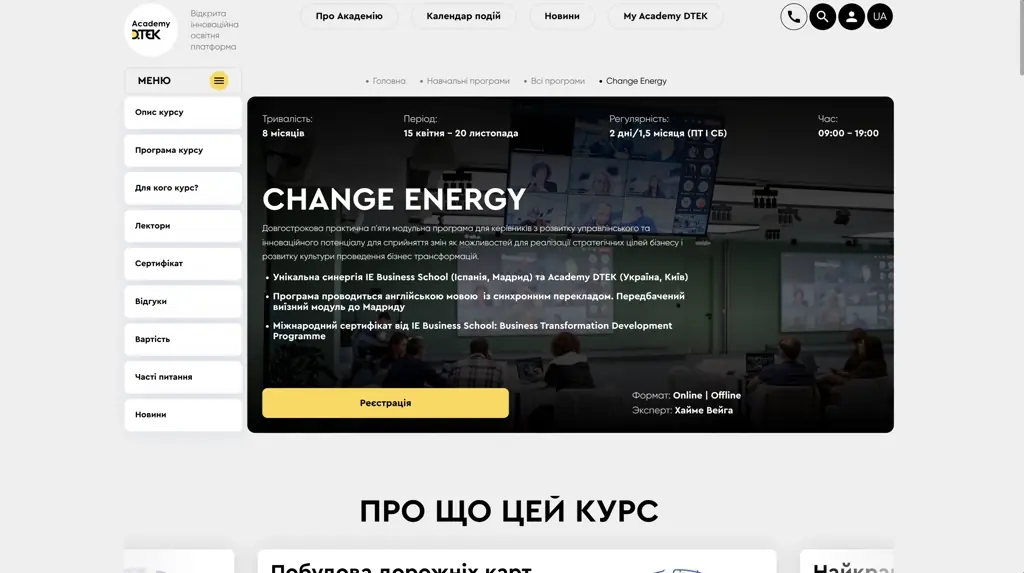 Academy
DTEK
Відкрита
інноваційна
освітня
платформа
Про Академію
Календар подій
Новини
My Academy DTEK
UA
МЕНЮ
Головна
Навчальні програми
Всі програми
Change Energy
Опис курсу
Програма курсу
Для кого курс?
Лектори
Сертифікат
Відгуки
Вартість
Часті питання
Новини
Тривалість:
8 місяців
Період:
15 квітня – 20 листопада
Регулярність:
2 дні/1,5 місяця (ПТ І СБ)
Час:
09:00 – 19:00
CHANGE ENERGY
Довгострокова практична п'яти модульна програма для керівників з розвитку управлінського та
інноваційного потенціалу для сприйняття змін як можливостей для реалізації стратегічних цілей бізнесу і
розвитку культури проведення бізнес трансформацій.
• Унікальна синергія IE Business School (Іспанія, Мадрид) та Academy DTEK (Україна, Київ)
• Програма проводиться англійською мовою із синхронним перекладом. Передбачений
виїзний модуль до Мадриду
• Міжнародний сертифікат від IE Business School: Business Transformation Development
Programme
Реєстрація
Формат: Online | Offline
Эксперт: Хайме Вейга
ПРО ЩО ЦЕЙ КУРС
Побудова дорожніх карт